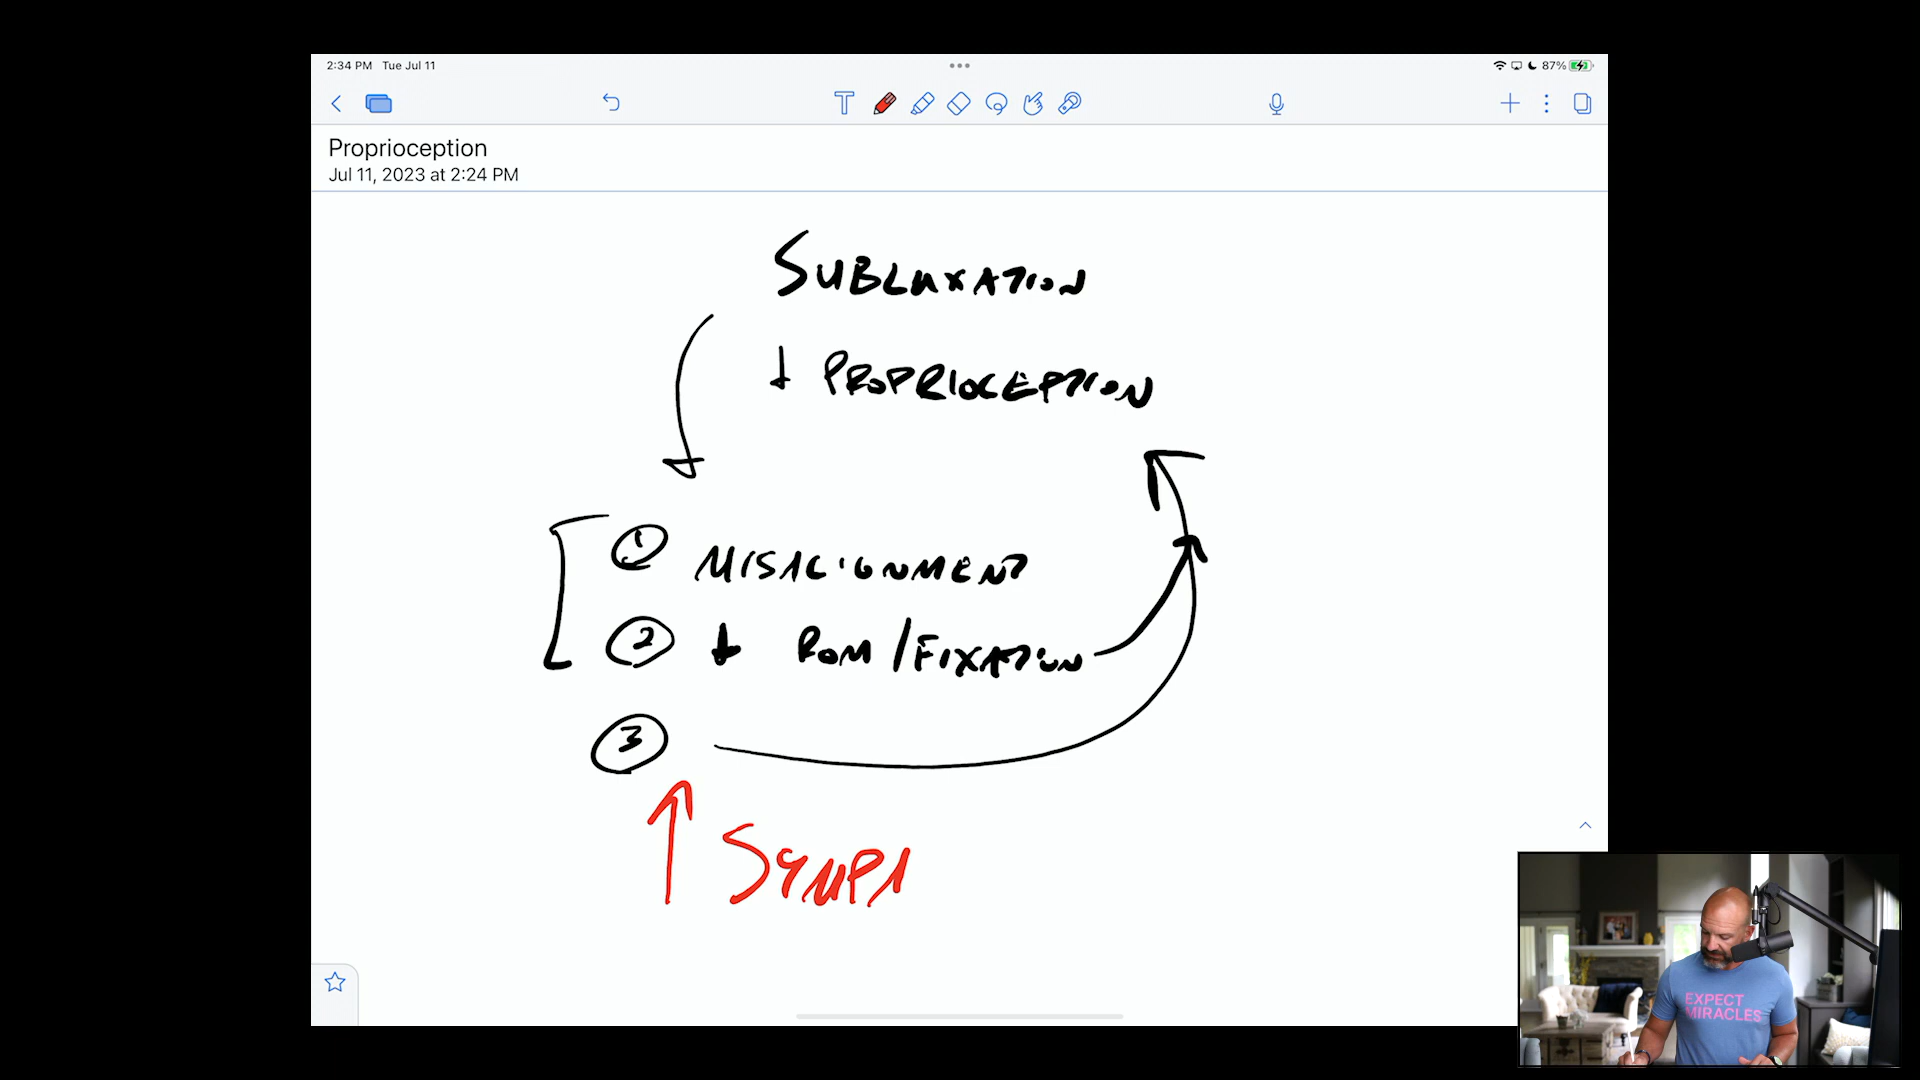 2:34 PM Tue Jul 11
87%
Proprioception
Jul 11, 2023 at 2:24 PM
SUBLUXATION
↓ PROPRIOCEPTION
① MISALIGNMENT
② ↓ ROM/FIXATION
③
↑ SYMPA
EXPECT
MIRACLES